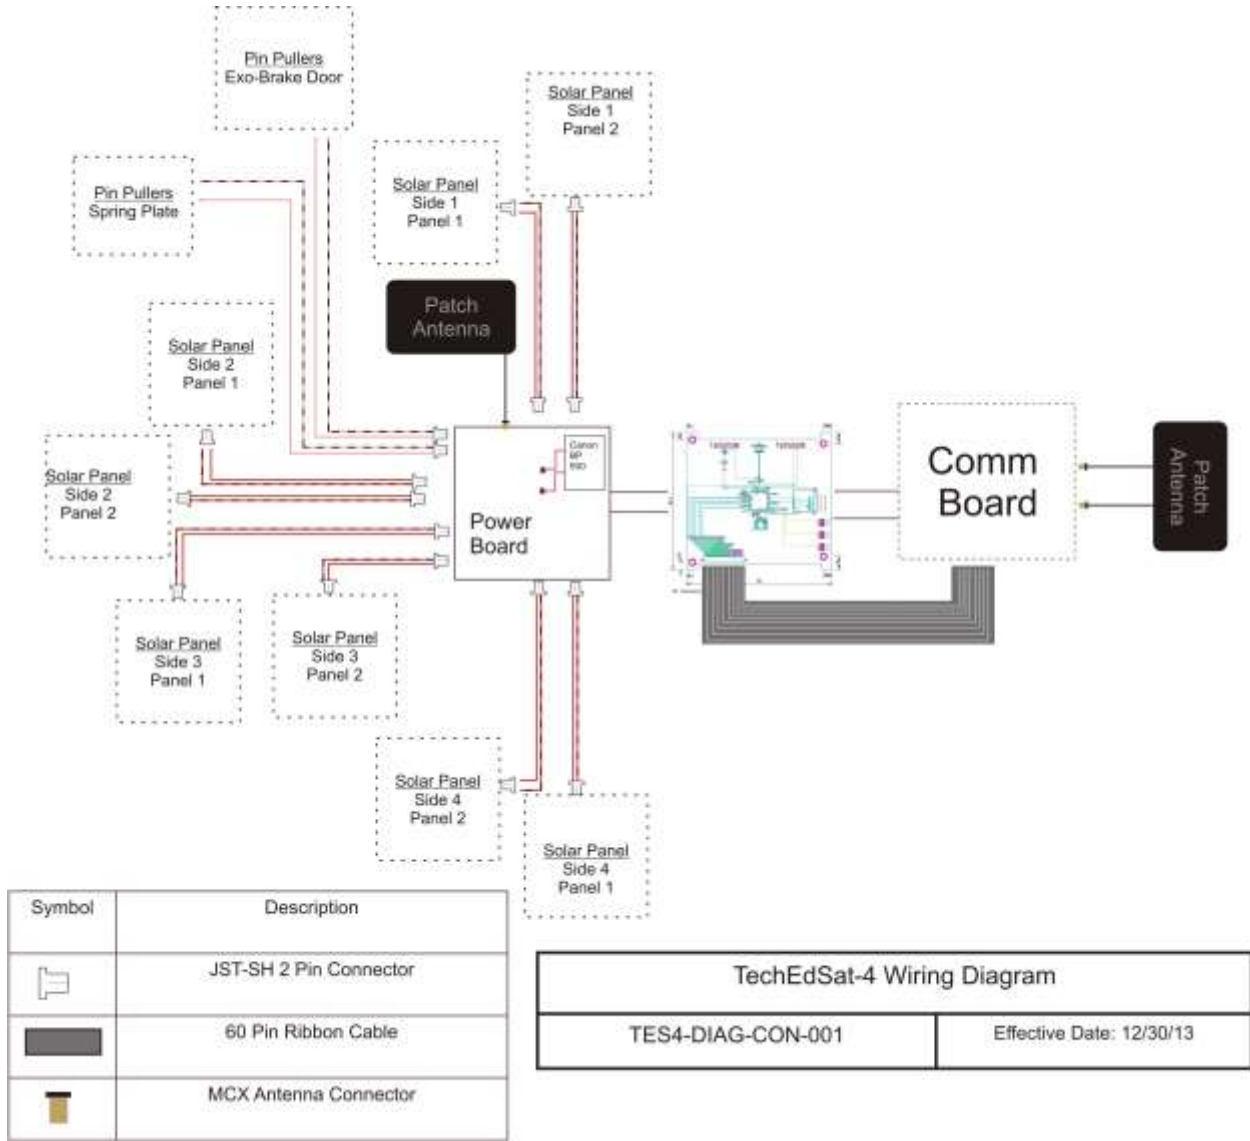 Pin Pullers
Exo-Brake Door
Solar Panel
Side 1
Panel 2
Pin Pullers
Spring Plate
Solar Panel
Side 1
Panel 1
Patch
Antenna
Solar Panel
Side 2
Panel 1
Solar Panel
Side 2
Panel 2
Canon
BP
Power
Board
Comm
Board
Patch
Antenna
Solar Panel
Side 3
Panel 1
Solar Panel
Side 3
Panel 2
Solar Panel
Side 4
Panel 2
Solar Panel
Side 4
Panel 1
Symbol Description
JST-SH 2 Pin Connector
60 Pin Ribbon Cable
MCX Antenna Connector
TechEdSat-4 Wiring Diagram
TES4-DIAG-CON-001 Effective Date: 12/30/13